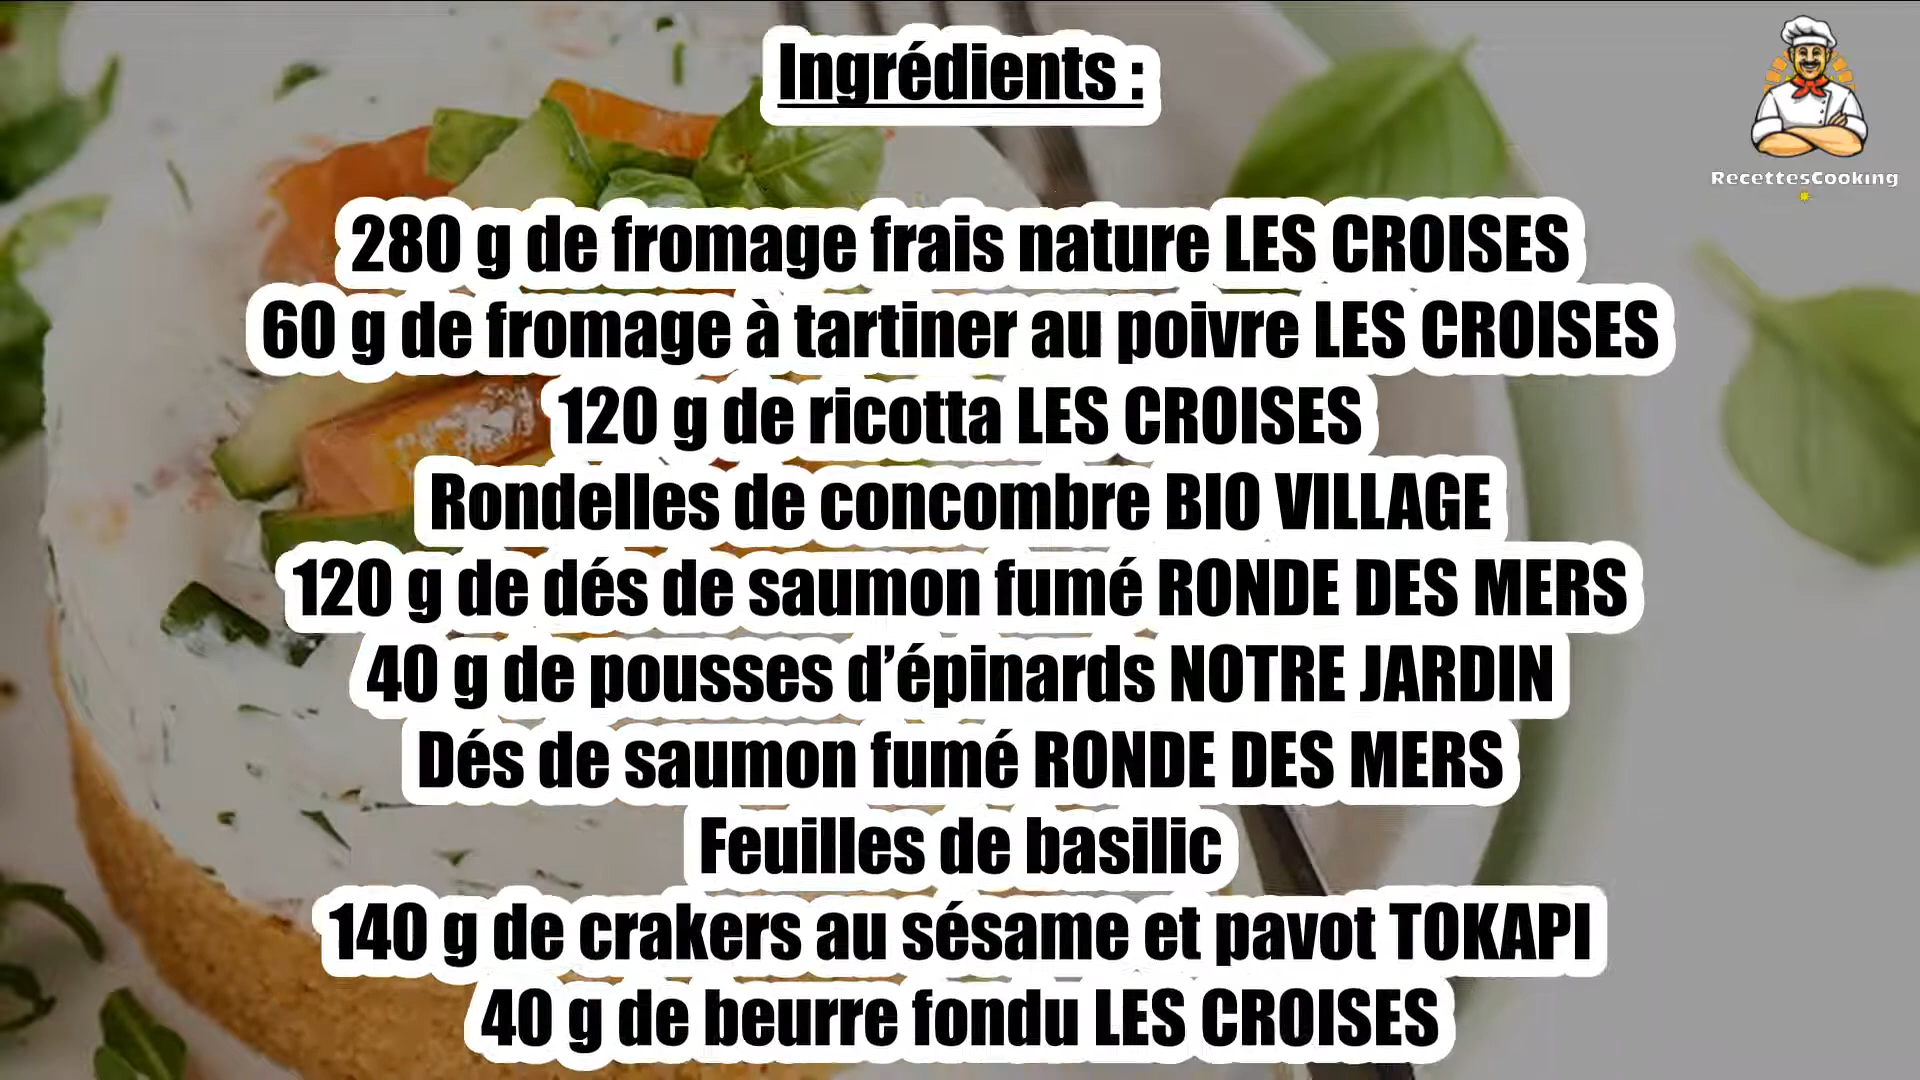 Ingrédients :
RecettesCooking
280 g de fromage frais nature LES CROISES
60 g de fromage à tartiner au poivre LES CROISES
120 g de ricotta LES CROISES
Rondelles de concombre BIO VILLAGE
120 g de dés de saumon fumé RONDE DES MERS
40 g de pousses d’épinards NOTRE JARDIN
Dés de saumon fumé RONDE DES MERS
Feuilles de basilic
140 g de crakers au sésame et pavot TOKAPI
40 g de beurre fondu LES CROISES